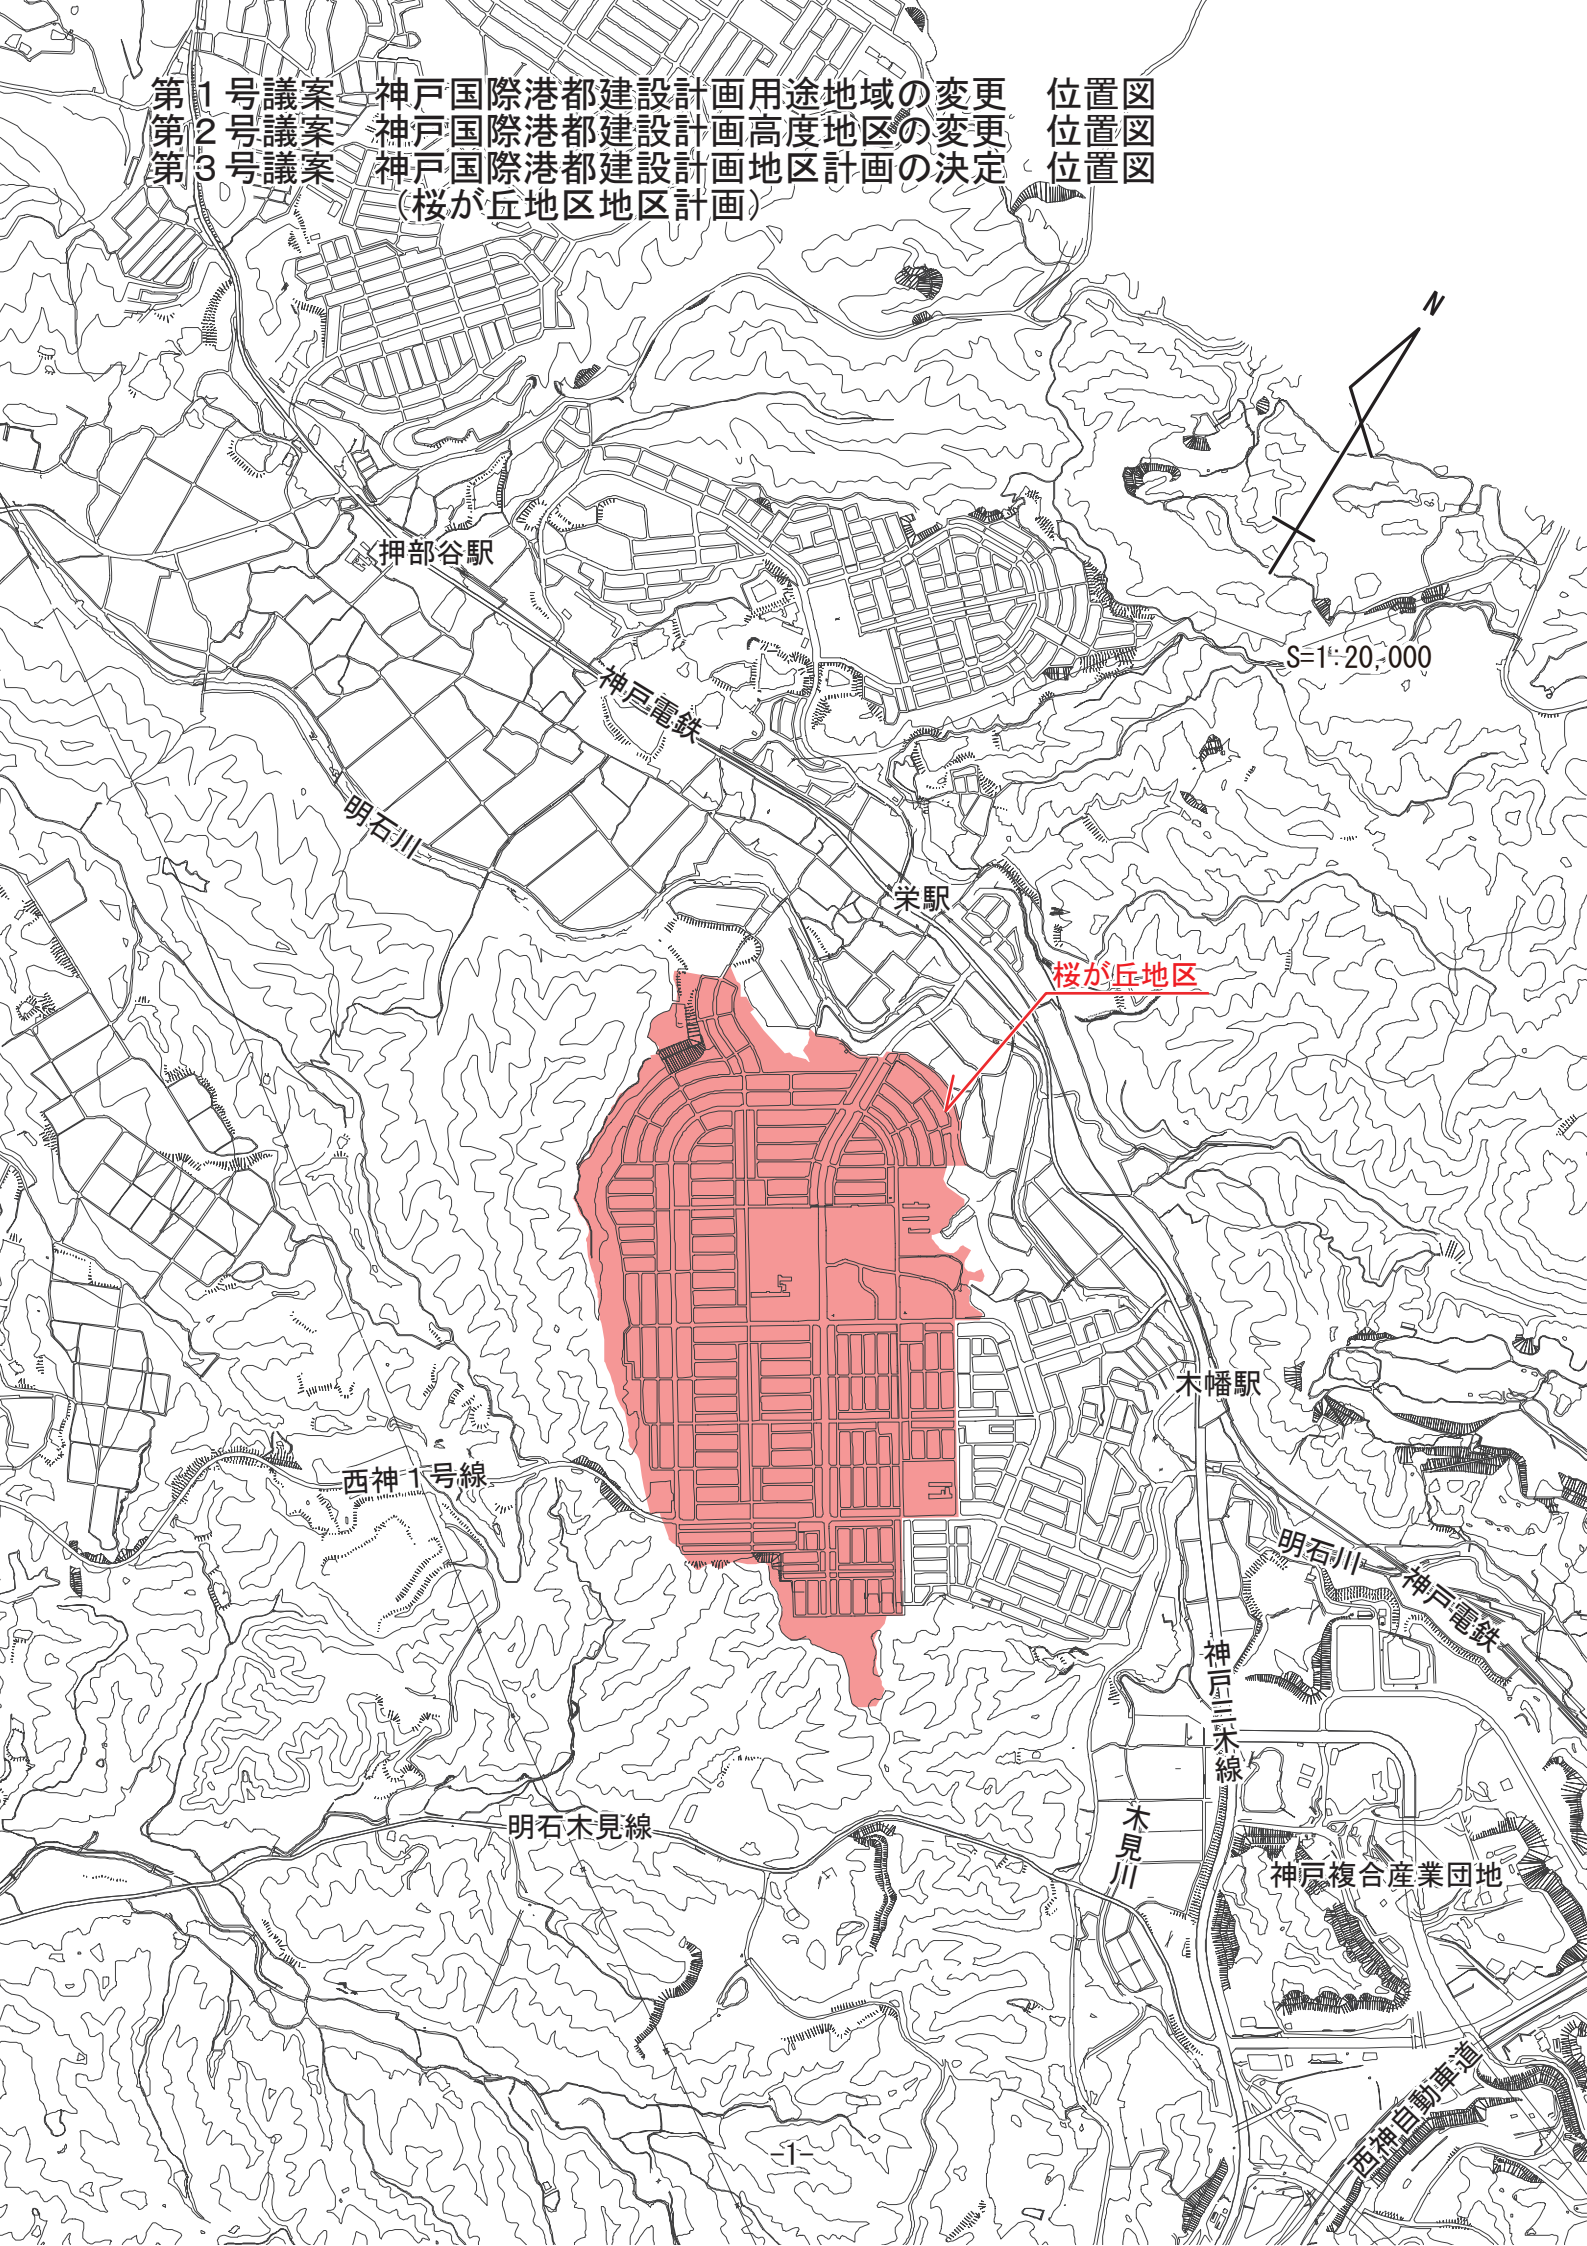 第１号議案　神戸国際港都建設計画用途地域の変更　位置図
第２号議案　神戸国際港都建設計画高度地区の変更　位置図
第３号議案　神戸国際港都建設計画地区計画の決定　位置図
（桜が丘地区地区計画）
N
押部谷駅
S=1:20,000
神戸電鉄
明石川
栄駅
桜が丘地区
木幡駅
西神１号線
明石川
神戸電鉄
神戸三木線
明石木見線
木見川
神戸複合産業団地
西神自動車道
-1-